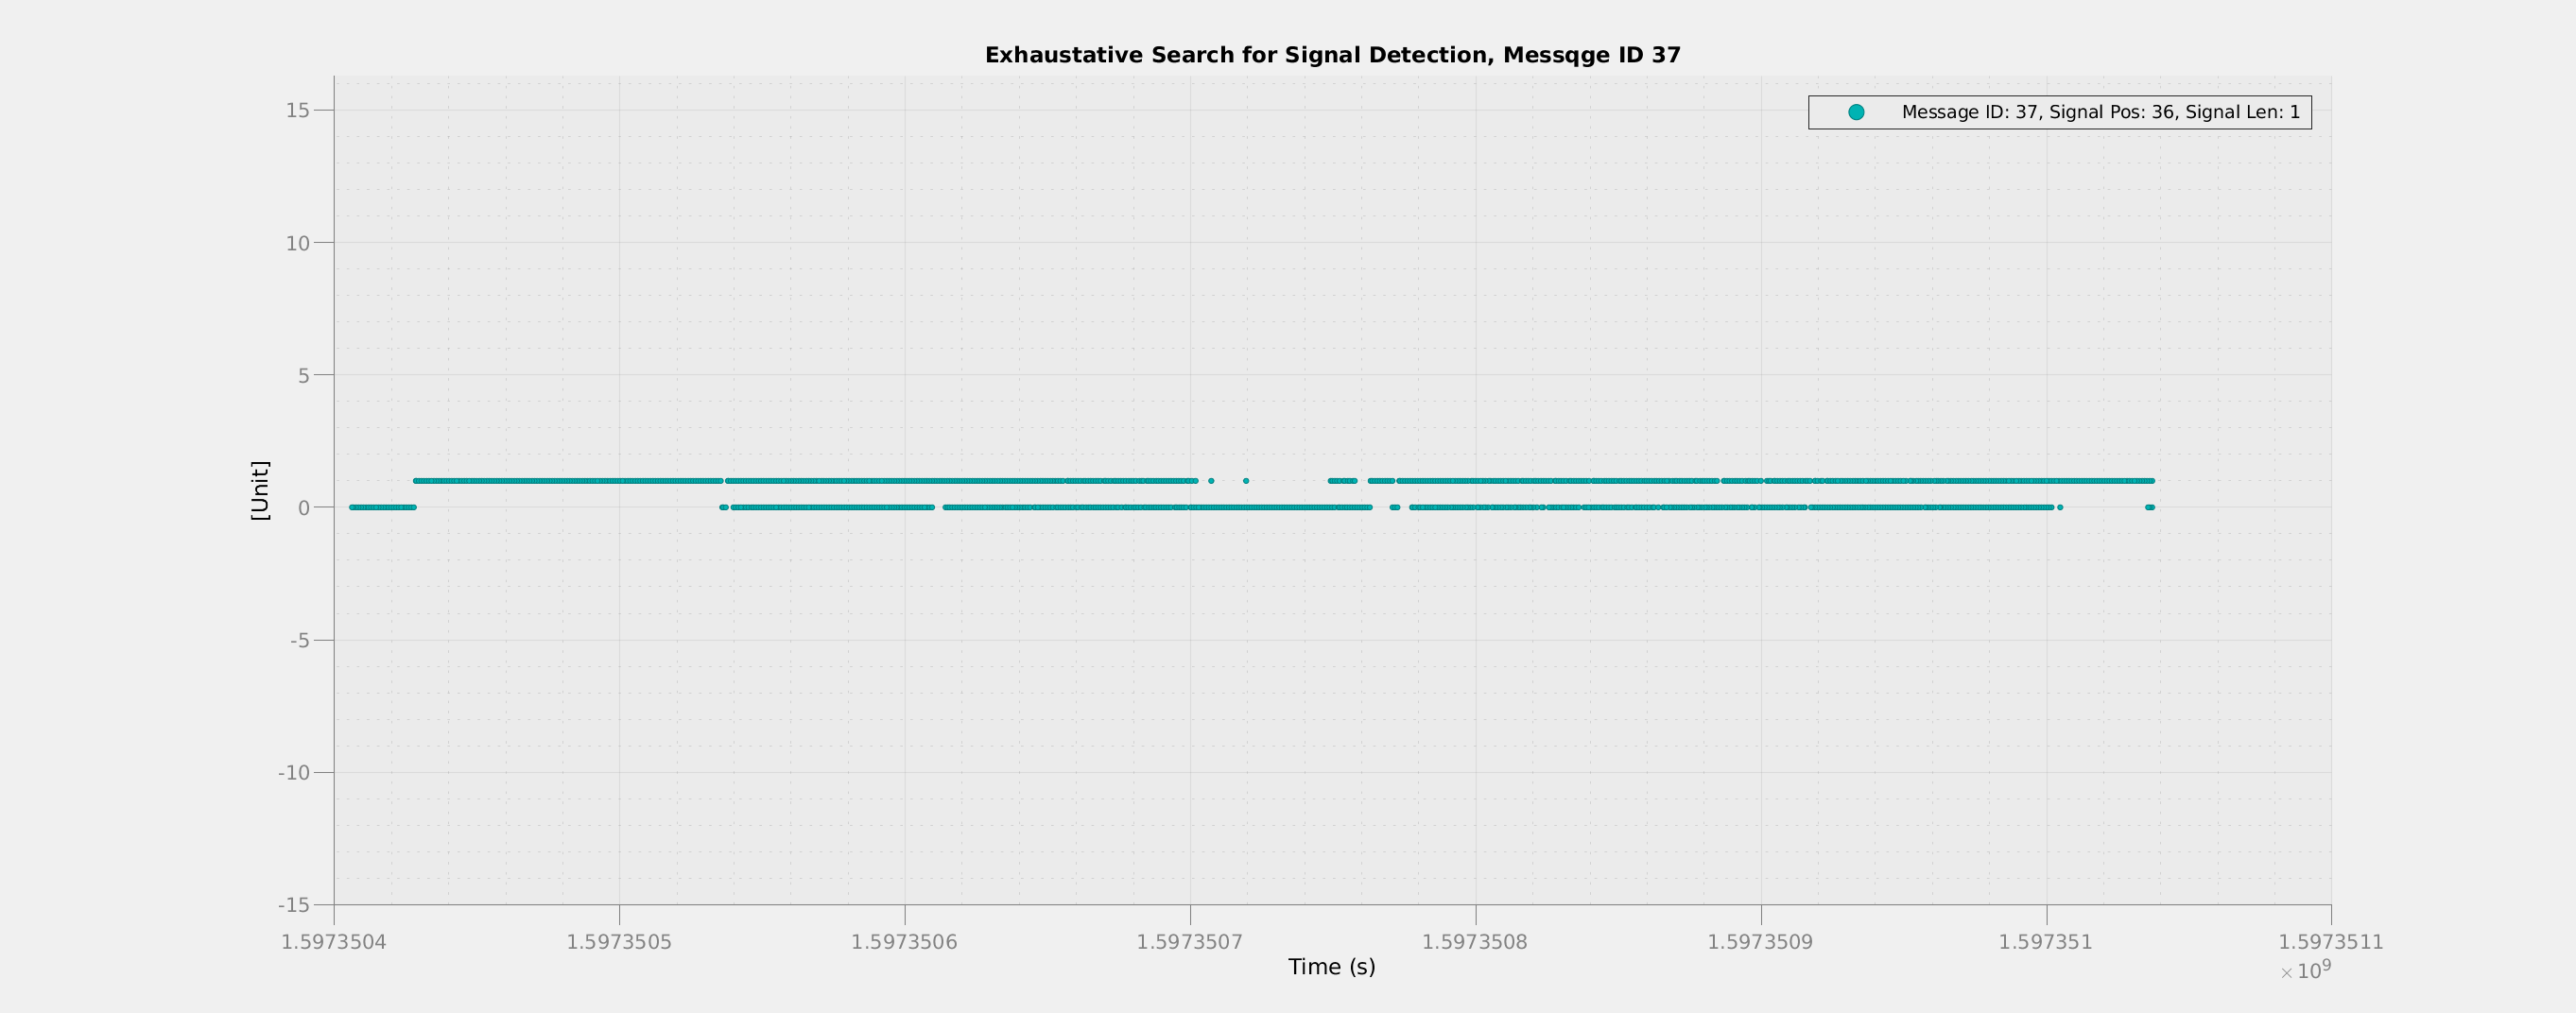 Exhaustative Search for Signal Detection, Messqge ID 37
Message ID: 37, Signal Pos: 36, Signal Len: 1
15
10
5
0
-5
-10
-15
[Unit]
1.5973504 1.5973505 1.5973506 1.5973507 1.5973508 1.5973509 1.597351 1.5973511
Time (s)
× 10⁹